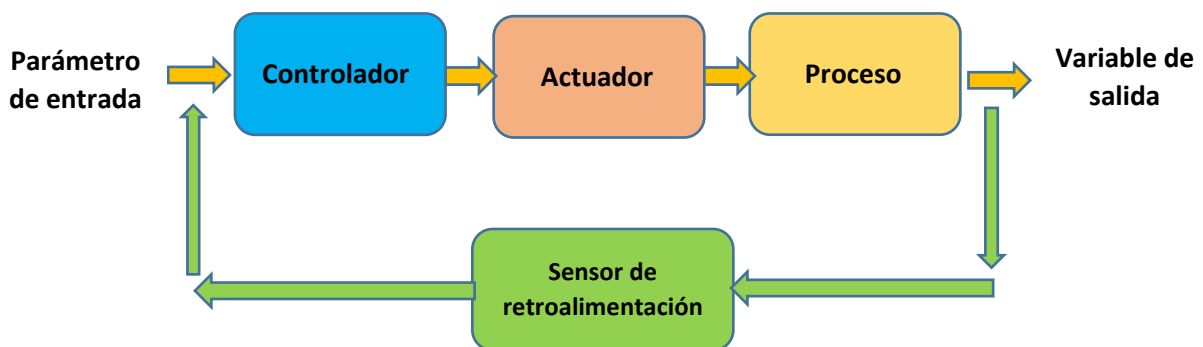 Parámetro
de entrada
Controlador
Actuador
Proceso
Variable de
salida
Sensor de
retroalimentación